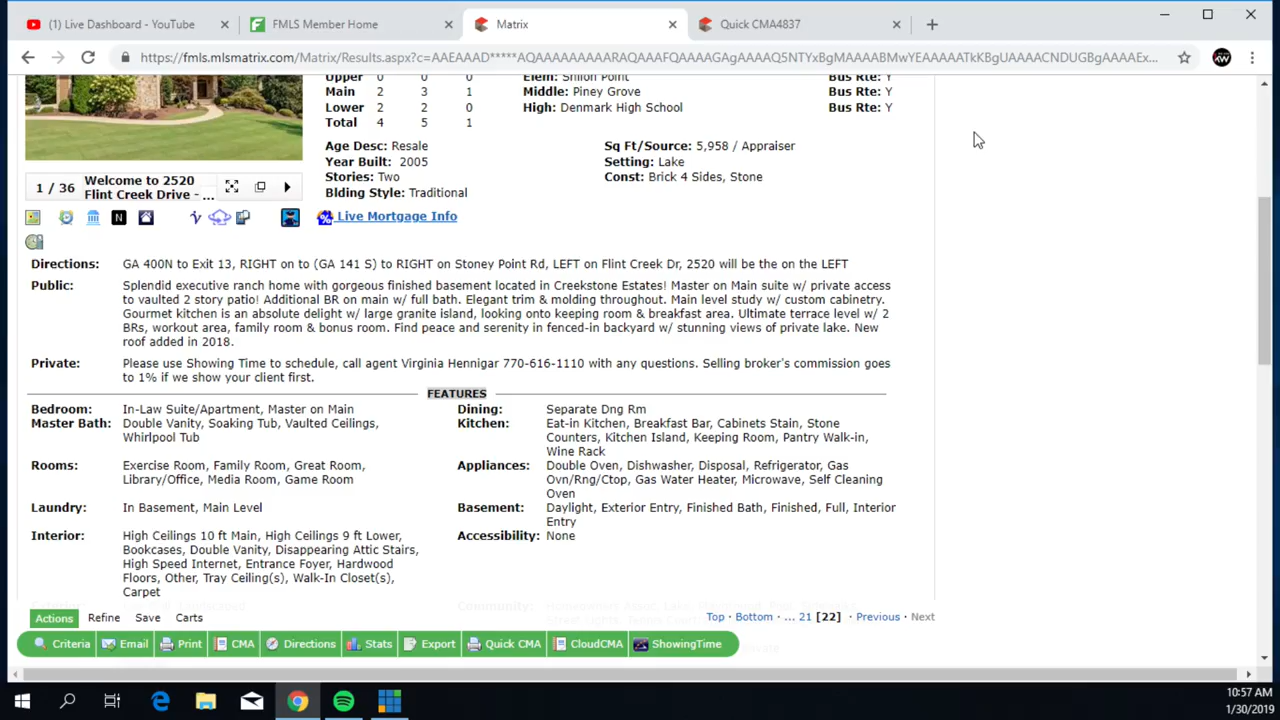 (1) Live Dashboard - YouTube
FMLS Member Home
Matrix
Quick CMA4837
https://fmls.mlsmatrix.com/Matrix/Results.aspx?c=AAEAAAD*****AQAAAAAAAAAARAQAAAFQAAAAGAgAAAAQ5NTYxBgMAAAABMwYEAAAAATkKBgUAAAACNDUGBgAAAAEx...
Upper 0 0 0
Elem: Shiloh Point
Bus Rte: Y
Main 2 3 1
Middle: Piney Grove
Bus Rte: Y
Lower 2 2 0
High: Denmark High School
Bus Rte: Y
Total 4 5 1
Age Desc: Resale
Sq Ft/Source: 5,958 / Appraiser
Year Built: 2005
Setting: Lake
Stories: Two
Const: Brick 4 Sides, Stone
Blding Style: Traditional
1 / 36
Welcome to 2520
Flint Creek Drive - ...
N
Live Mortgage Info
Directions: GA 400N to Exit 13, RIGHT on to (GA 141 S) to RIGHT on Stoney Point Rd, LEFT on Flint Creek Dr, 2520 will be the on the LEFT
Public: Splendid executive ranch home with gorgeous finished basement located in Creekstone Estates! Master on Main suite w/ private access
to vaulted 2 story patio! Additional BR on main w/ full bath. Elegant trim & molding throughout. Main level study w/ custom cabinetry.
Gourmet kitchen is an absolute delight w/ large granite island, looking onto keeping room & breakfast area. Ultimate terrace level w/ 2
BRs, workout area, family room & bonus room. Find peace and serenity in fenced-in backyard w/ stunning views of private lake. New
roof added in 2018.
Private: Please use Showing Time to schedule, call agent Virginia Hennigar 770-616-1110 with any questions. Selling broker's commission goes
to 1% if we show your client first.
FEATURES
Bedroom: In-Law Suite/Apartment, Master on Main
Master Bath: Double Vanity, Soaking Tub, Vaulted Ceilings,
Whirlpool Tub
Rooms: Exercise Room, Family Room, Great Room,
Library/Office, Media Room, Game Room
Laundry: In Basement, Main Level
Interior: High Ceilings 10 ft Main, High Ceilings 9 ft Lower,
Bookcases, Double Vanity, Disappearing Attic Stairs,
High Speed Internet, Entrance Foyer, Hardwood
Floors, Other, Tray Ceiling(s), Walk-In Closet(s),
Carpet
Dining: Separate Dng Rm
Kitchen: Eat-in Kitchen, Breakfast Bar, Cabinets Stain, Stone
Counters, Kitchen Island, Keeping Room, Pantry Walk-in,
Wine Rack
Appliances: Double Oven, Dishwasher, Disposal, Refrigerator, Gas
Ovn/Rng/Ctop, Gas Water Heater, Microwave, Self Cleaning
Oven
Basement: Daylight, Exterior Entry, Finished Bath, Finished, Full, Interior
Entry
Accessibility: None
Actions Refine Save Carts
Top · Bottom · ... 21 [22] · Previous · Next
Criteria Email Print CMA Directions Stats Export Quick CMA CloudCMA ShowingTime
10:57 AM
1/30/2019